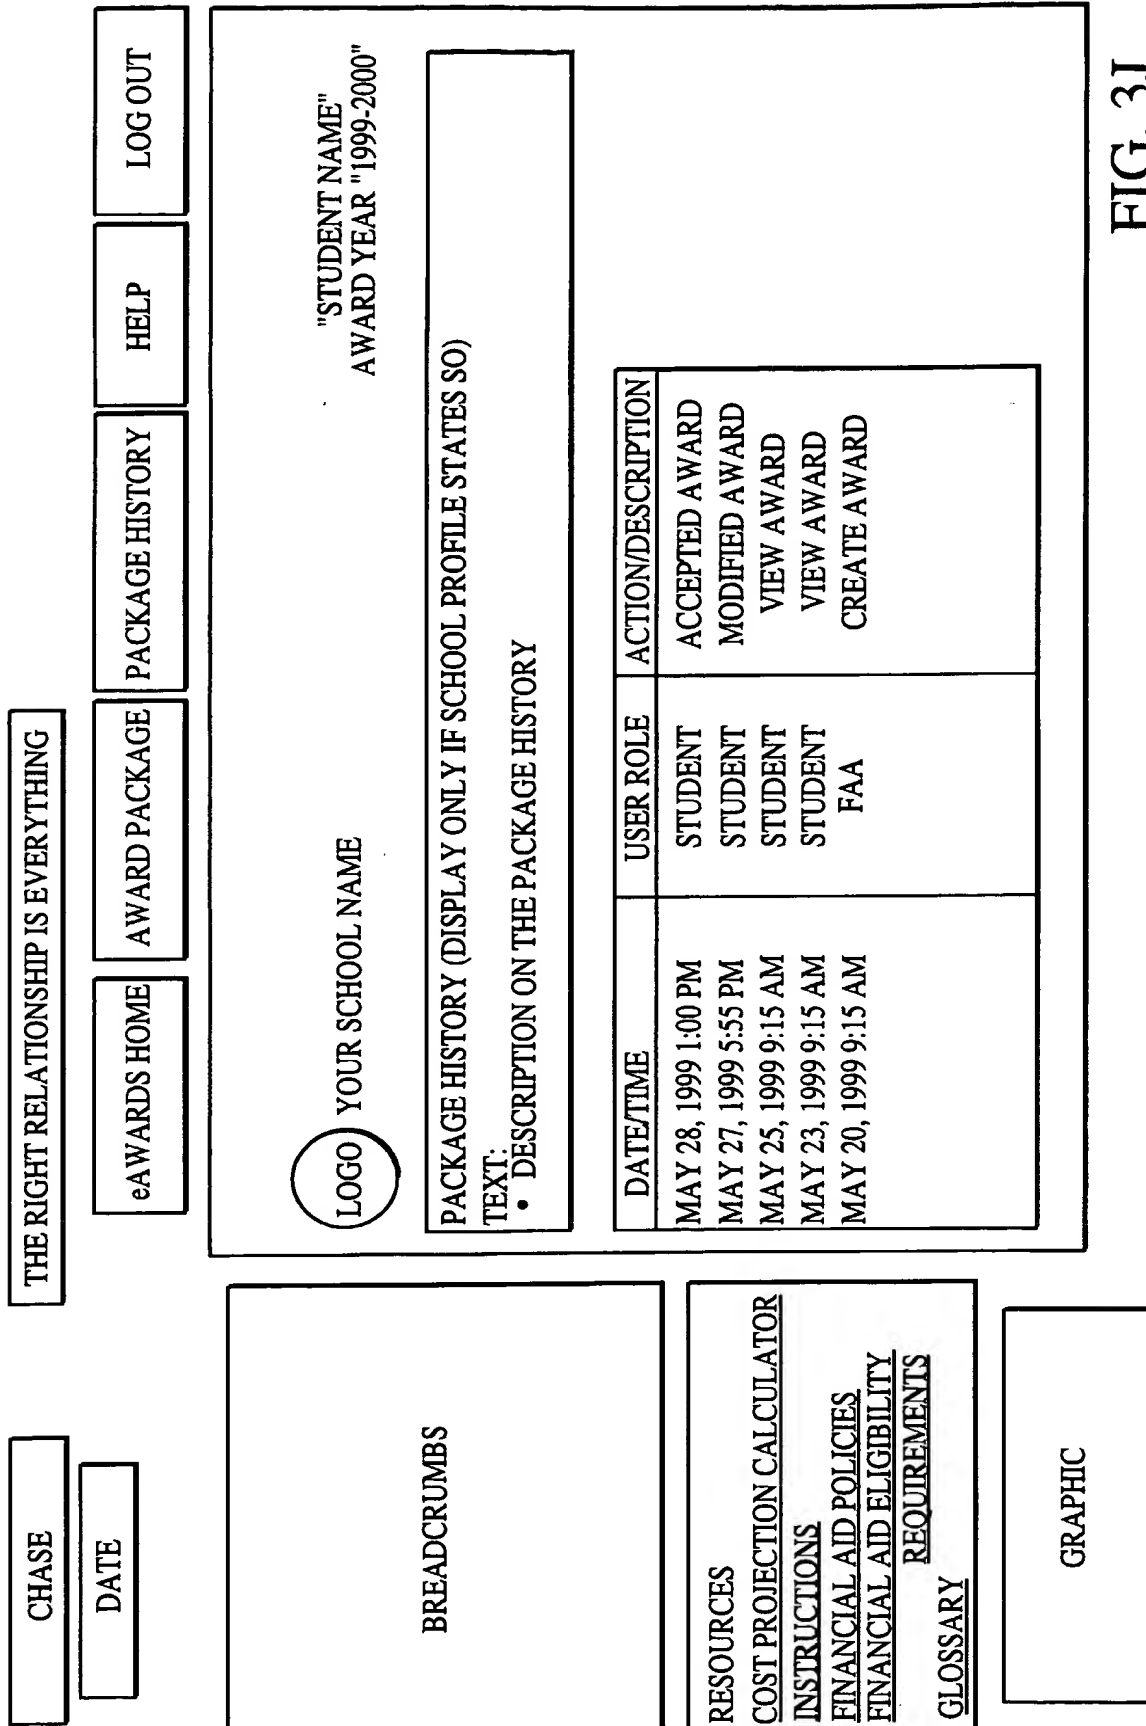 CHASE
THE RIGHT RELATIONSHIP IS EVERYTHING
DATE
eAWARDS HOME
AWARD PACKAGE
PACKAGE HISTORY
HELP
LOG OUT
BREADCRUMBS
RESOURCES
COST PROJECTION CALCULATOR
INSTRUCTIONS
FINANCIAL AID POLICIES
FINANCIAL AID ELIGIBILITY
REQUIREMENTS
GLOSSARY
GRAPHIC
LOGO YOUR SCHOOL NAME
"STUDENT NAME"
AWARD YEAR "1999-2000"
PACKAGE HISTORY (DISPLAY ONLY IF SCHOOL PROFILE STATES SO)
TEXT:
• DESCRIPTION ON THE PACKAGE HISTORY
DATE/TIME USER ROLE ACTION/DESCRIPTION
MAY 28, 1999 1:00 PM STUDENT ACCEPTED AWARD
MAY 27, 1999 5:55 PM STUDENT MODIFIED AWARD
MAY 25, 1999 9:15 AM STUDENT VIEW AWARD
MAY 23, 1999 9:15 AM STUDENT VIEW AWARD
MAY 20, 1999 9:15 AM FAA CREATE AWARD
FIG. 3J